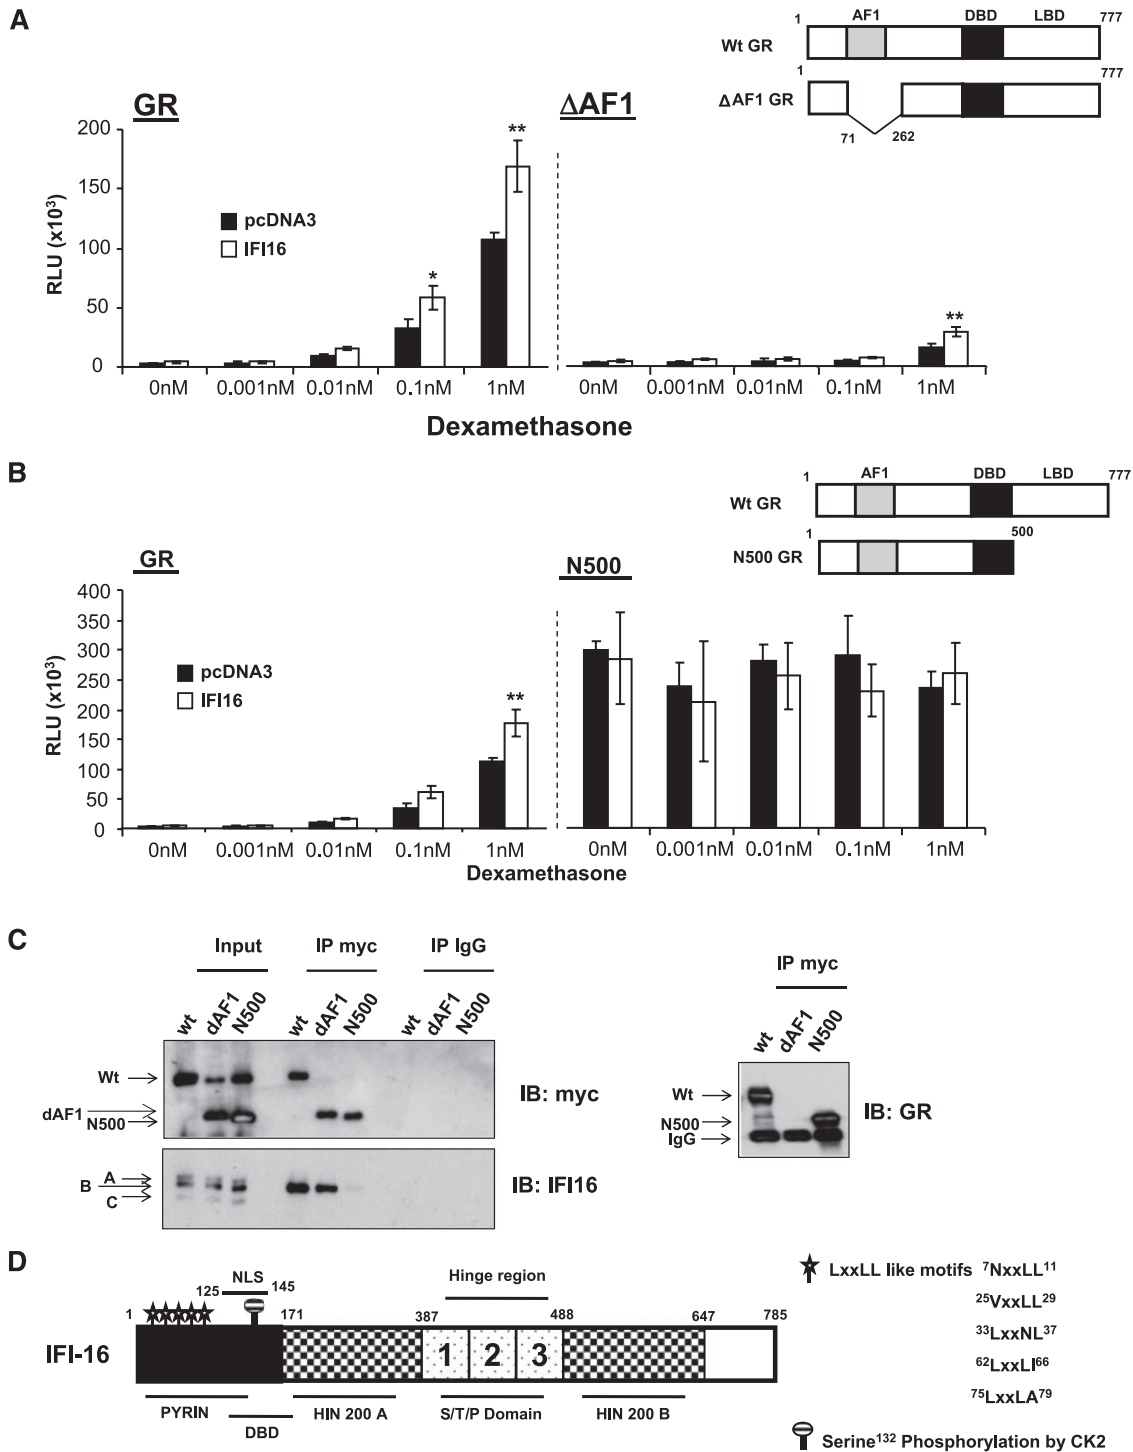 A
1 AF1 DBD LBD 777
Wt GR
1 777
ΔAF1 GR
71 262
GR ΔAF1
200
150
100
50
0
RLU (x10³)
pcDNA3
IFI16
* ** **
0nM 0.001nM 0.01nM 0.1nM 1nM 0nM 0.001nM 0.01nM 0.1nM 1nM
Dexamethasone
B
1 AF1 DBD LBD 777
Wt GR
1 500
N500 GR
GR N500
400
350
300
250
200
150
100
50
0
RLU (x10³)
pcDNA3
IFI16
**
0nM 0.001nM 0.01nM 0.1nM 1nM 0nM 0.001nM 0.01nM 0.1nM 1nM
Dexamethasone
C
Input IP myc IP IgG
wt dAF1 N500 wt dAF1 N500 wt dAF1 N500
Wt
dAF1
N500
IB: myc
A
B
C
IB: IFI16
IP myc
wt dAF1 N500
Wt
N500
IgG
IB: GR
D
NLS
125 145
Hinge region
1 171 387 488 647 785
IFI-16
1 2 3
PYRIN HIN 200 A S/T/P Domain HIN 200 B
DBD
LxxLL like motifs ⁷NxxLL¹¹
²⁵VxxLL²⁹
³³LxxNL³⁷
⁶²LxxLI⁶⁶
⁷⁵LxxLA⁷⁹
Serine¹³² Phosphorylation by CK2